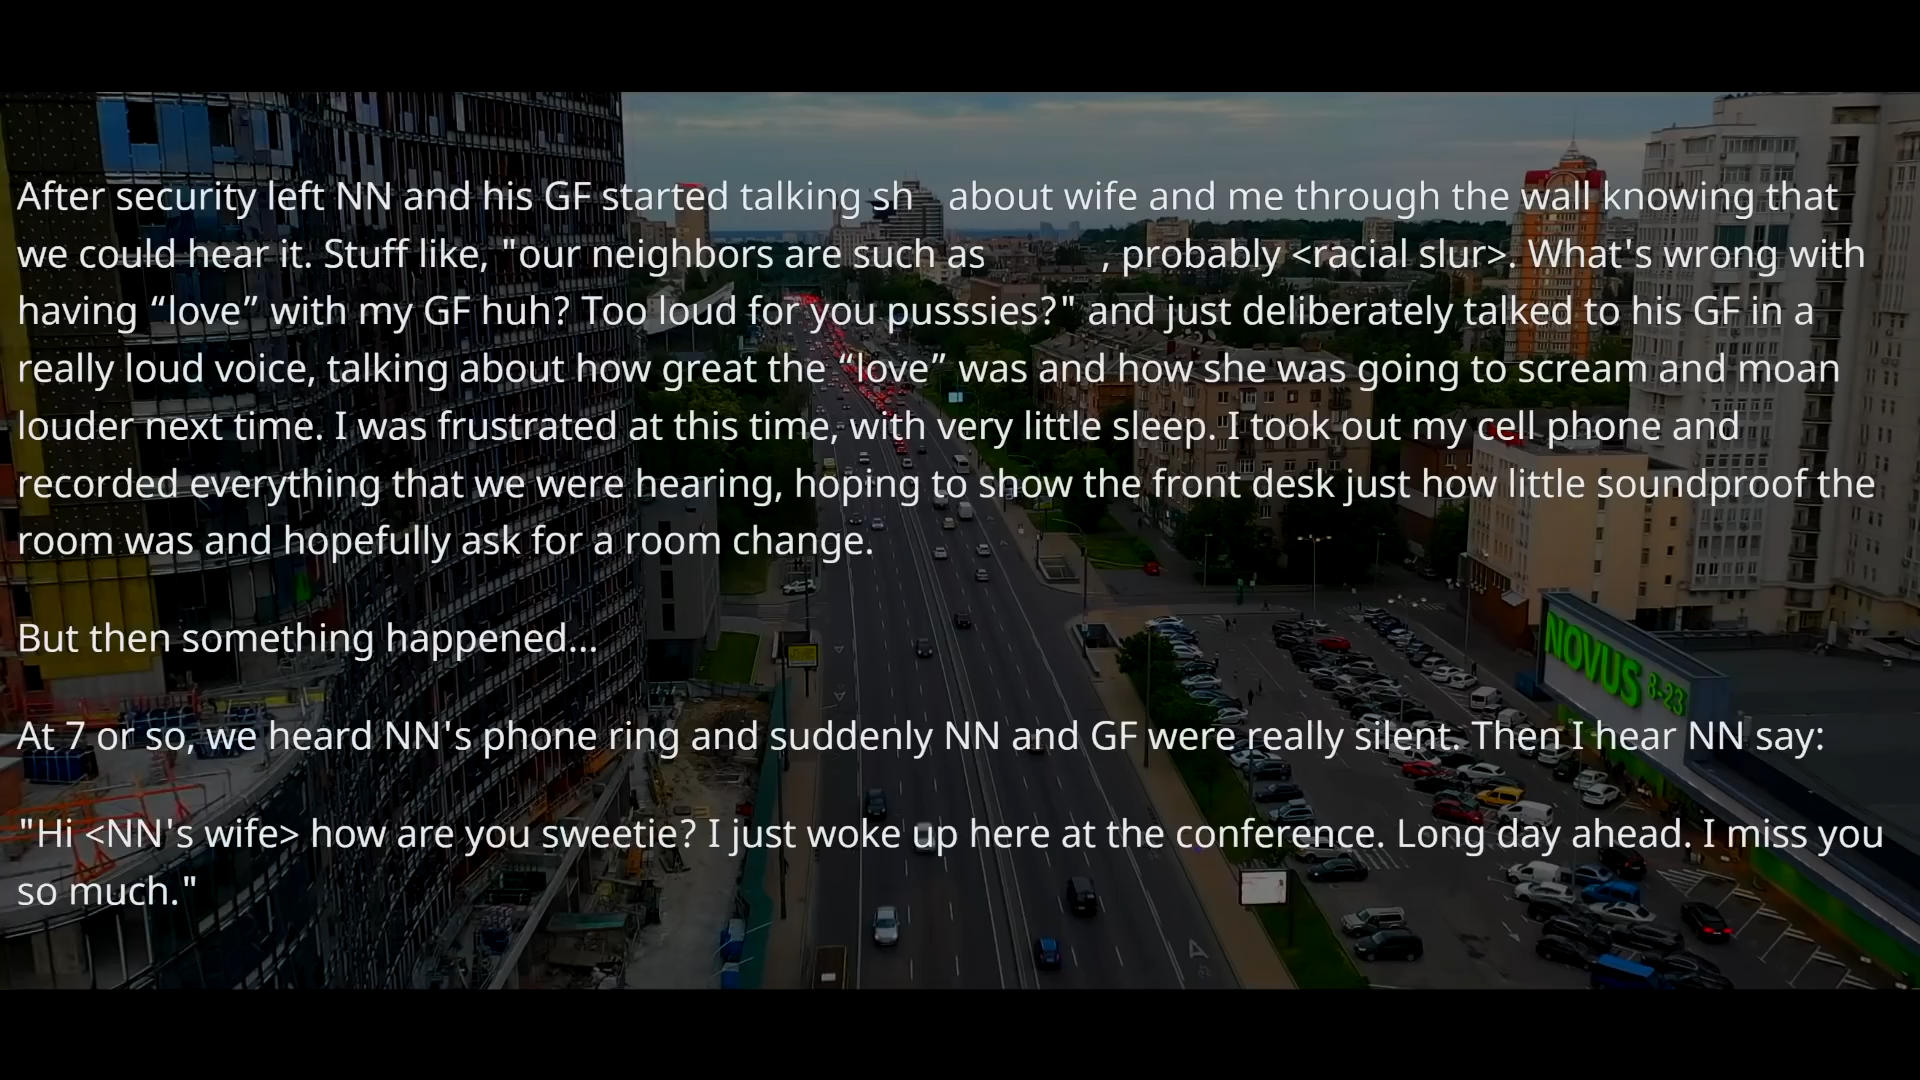 After security left NN and his GF started talking sh about wife and me through the wall knowing that
we could hear it. Stuff like, "our neighbors are such as , probably <racial slur>. What's wrong with
having “love” with my GF huh? Too loud for you pusssies?" and just deliberately talked to his GF in a
really loud voice, talking about how great the “love” was and how she was going to scream and moan
louder next time. I was frustrated at this time, with very little sleep. I took out my cell phone and
recorded everything that we were hearing, hoping to show the front desk just how little soundproof the
room was and hopefully ask for a room change.
But then something happened...
At 7 or so, we heard NN's phone ring and suddenly NN and GF were really silent. Then I hear NN say:
"Hi <NN's wife> how are you sweetie? I just woke up here at the conference. Long day ahead. I miss you
so much."
NOVUS 8-23